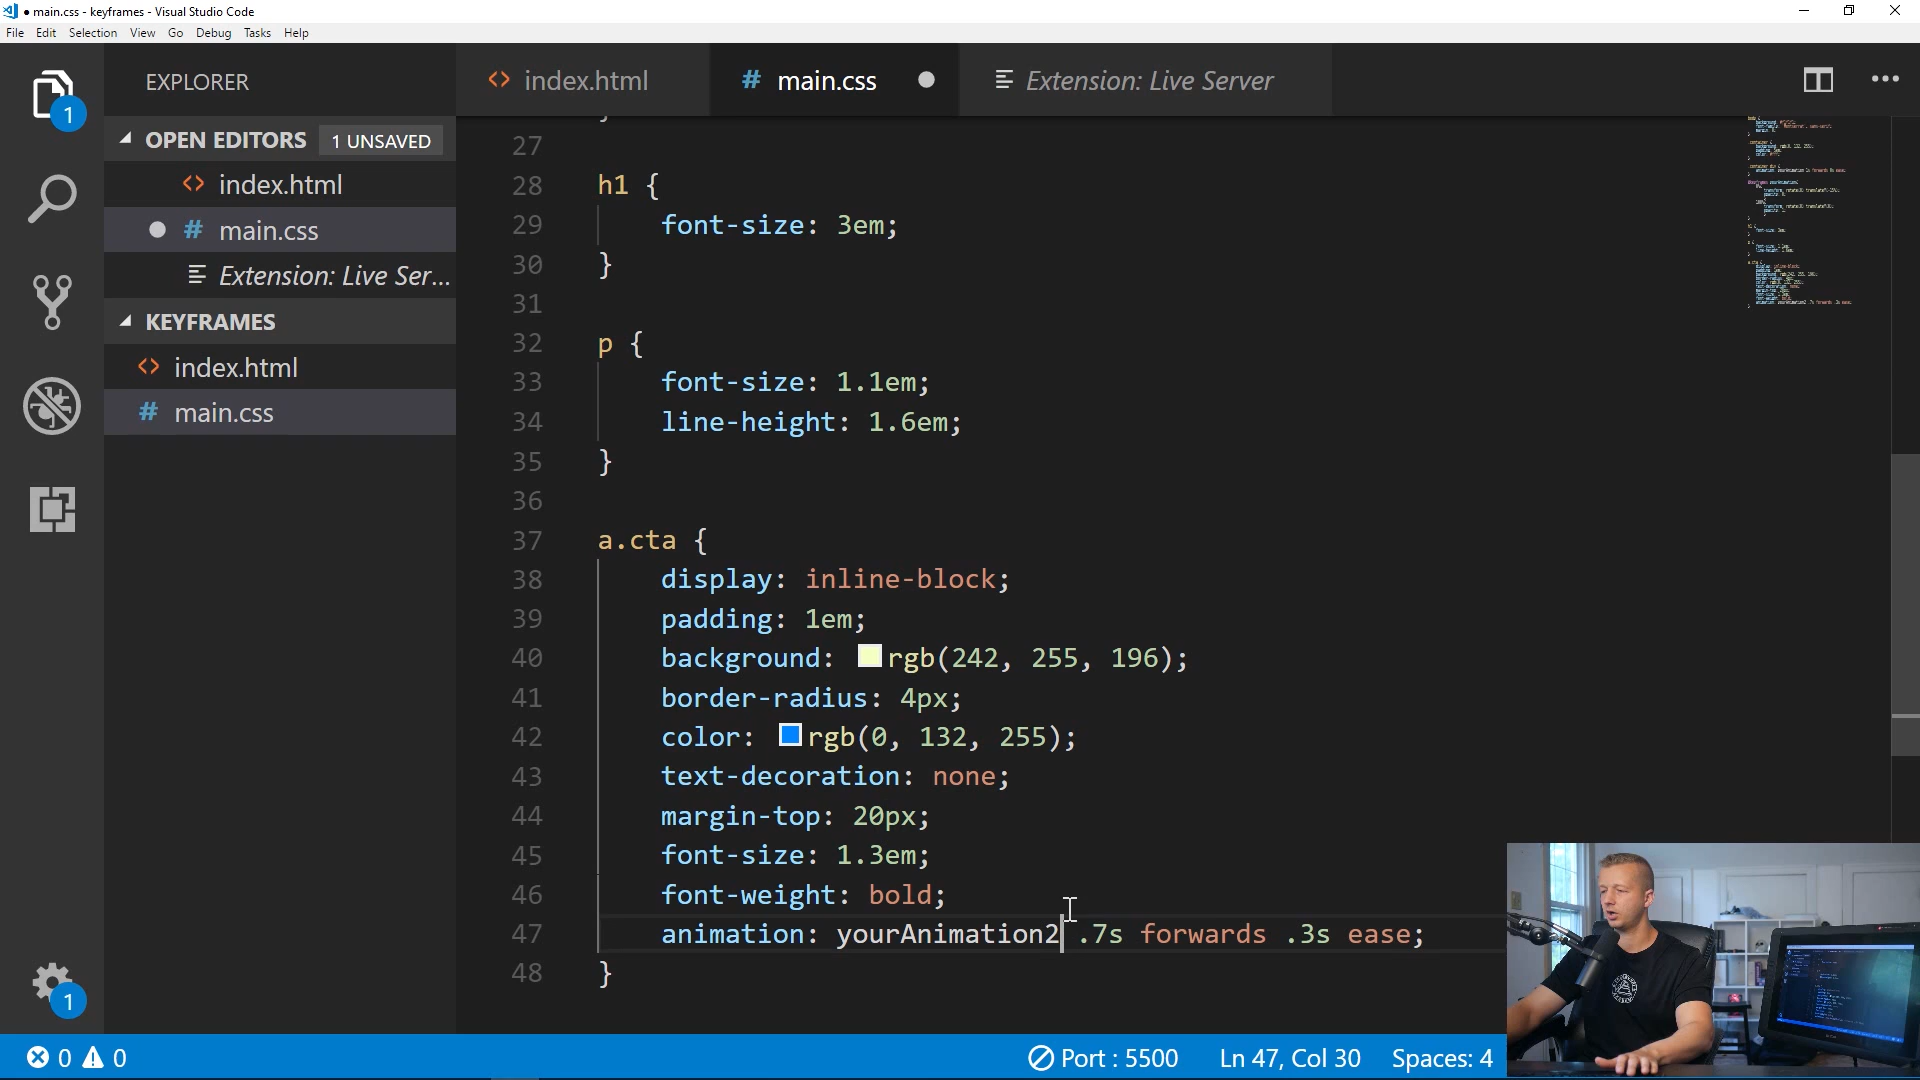 ● main.css - keyframes - Visual Studio Code
File Edit Selection View Go Debug Tasks Help
EXPLORER
OPEN EDITORS 1 UNSAVED
index.html
main.css
Extension: Live Ser...
KEYFRAMES
index.html
main.css
1
1
index.html
main.css
Extension: Live Server
27
28 h1 {
29 font-size: 3em;
30 }
31
32 p {
33 font-size: 1.1em;
34 line-height: 1.6em;
35 }
36
37 a.cta {
38 display: inline-block;
39 padding: 1em;
40 background: rgb(242, 255, 196);
41 border-radius: 4px;
42 color: rgb(0, 132, 255);
43 text-decoration: none;
44 margin-top: 20px;
45 font-size: 1.3em;
46 font-weight: bold;
47 animation: yourAnimation2 .7s forwards .3s ease;
48 }
0 0 Port : 5500 Ln 47, Col 30 Spaces: 4